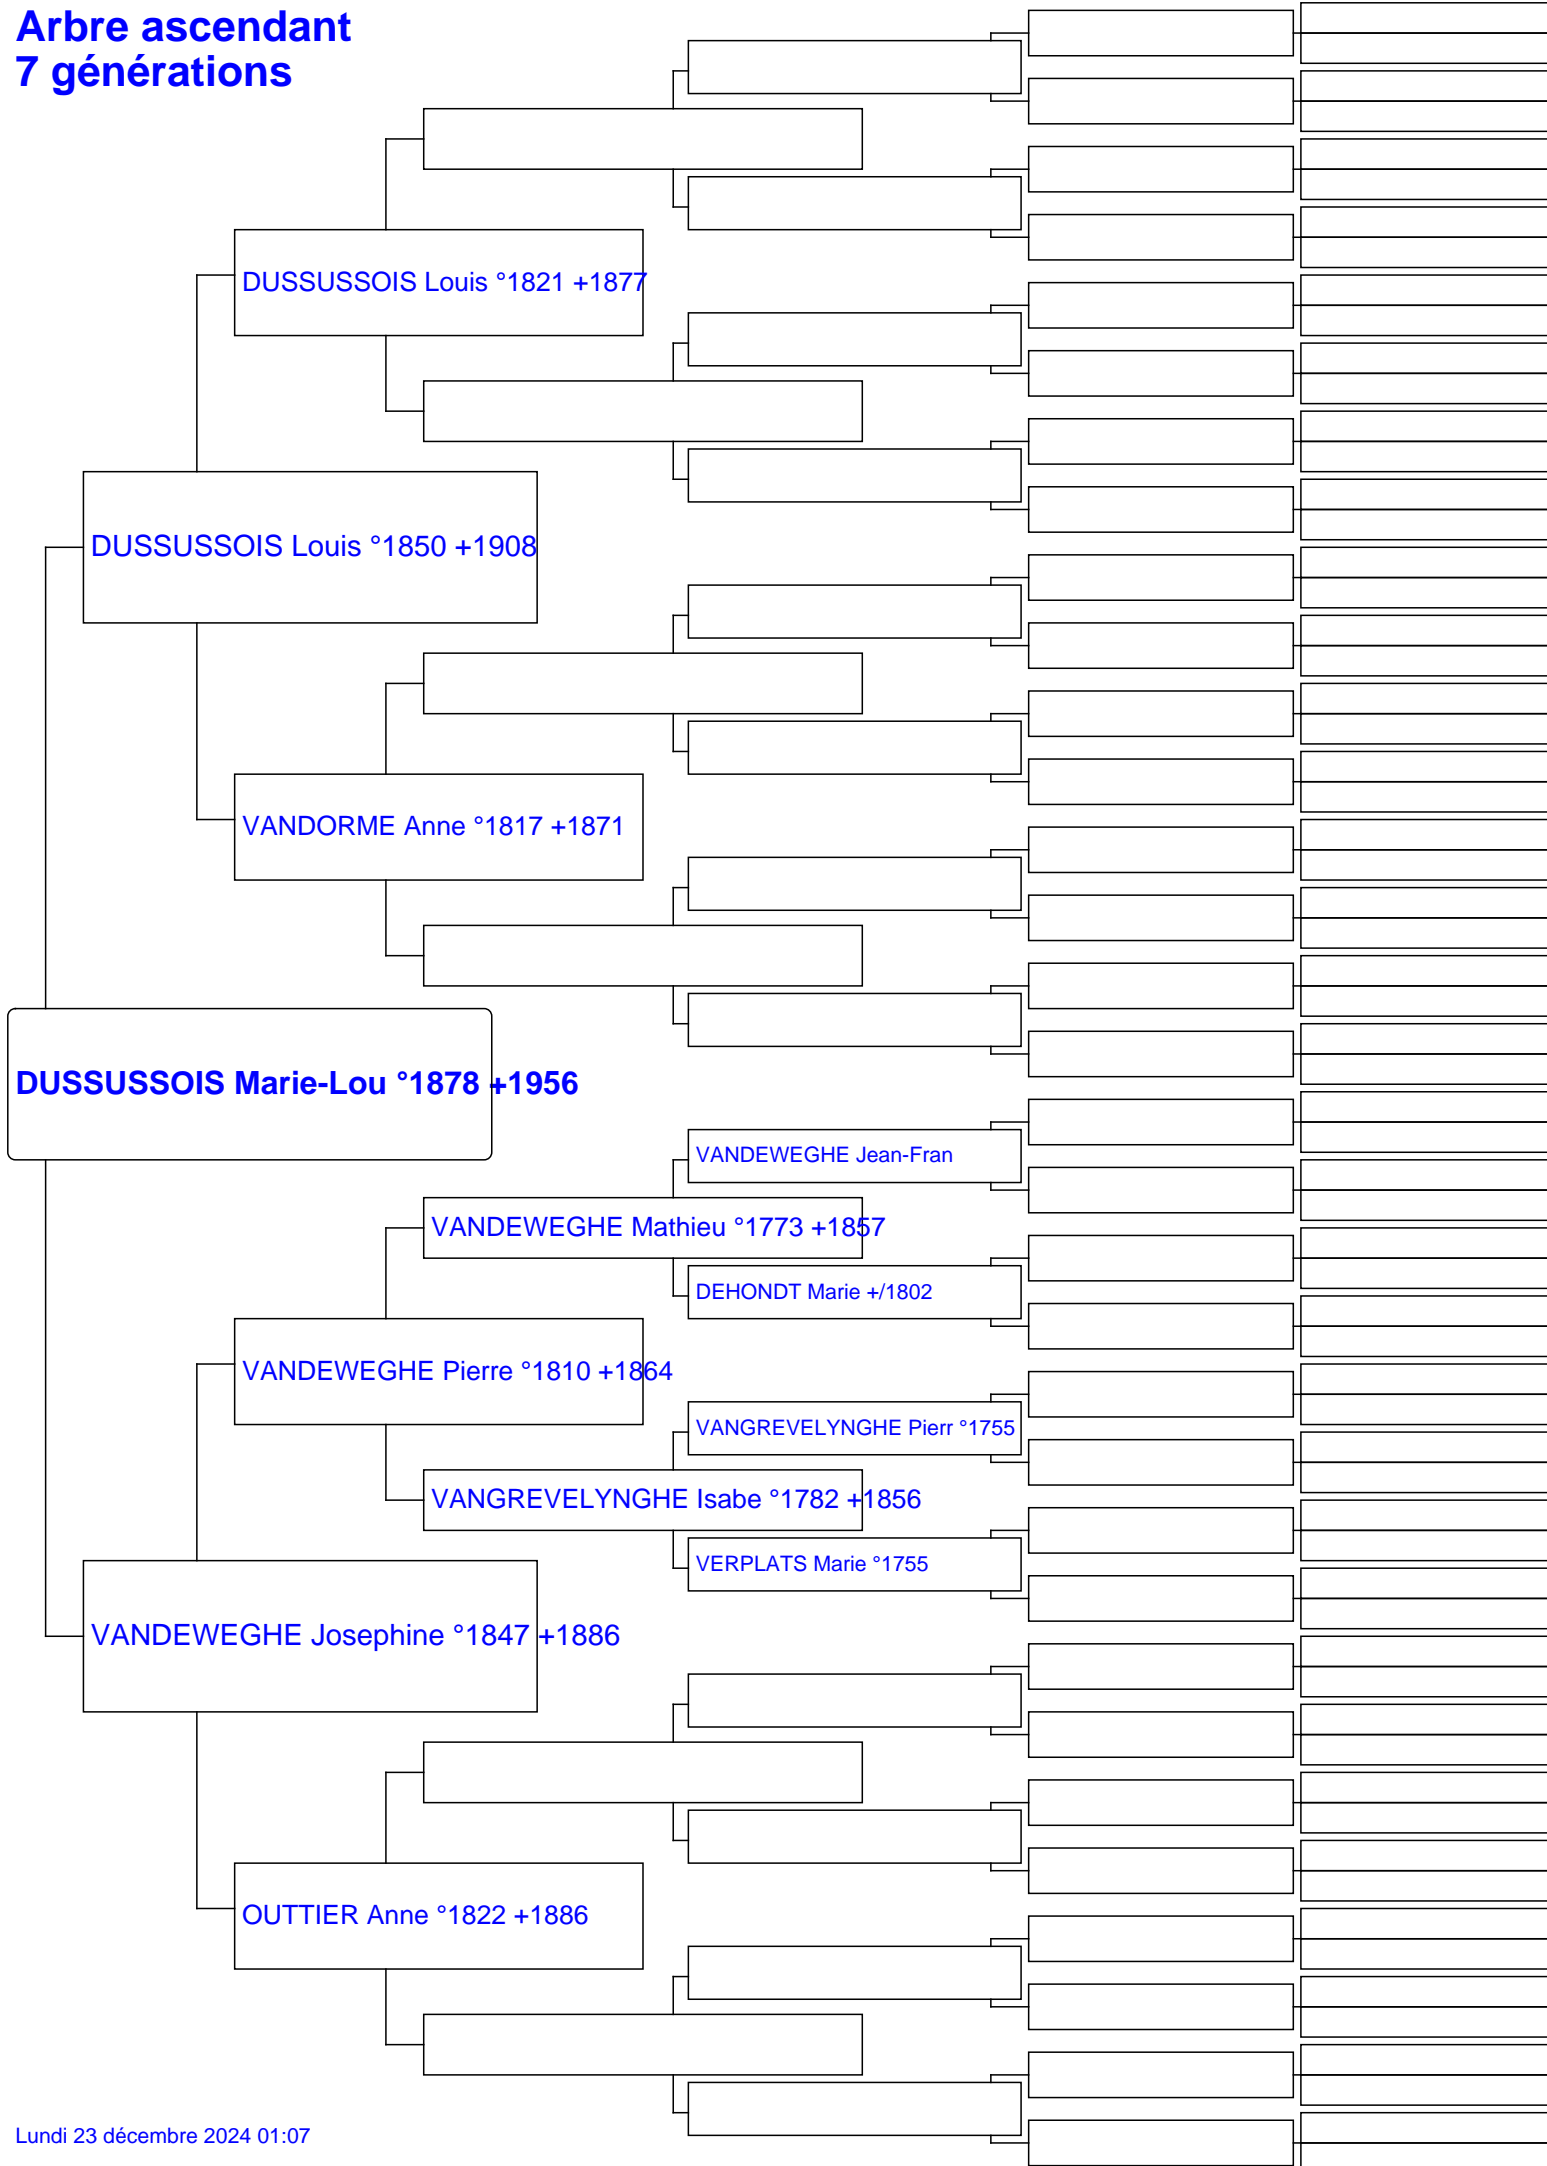 Arbre ascendant
7 générations
DUSSUSSOIS Louis °1821 +1877
DUSSUSSOIS Louis °1850 +1908
VANDORME Anne °1817 +1871
DUSSUSSOIS Marie-Lou °1878 +1956
VANDEWEGHE Jean-Fran
VANDEWEGHE Mathieu °1773 +1857
DEHONDT Marie +/1802
VANDEWEGHE Pierre °1810 +1864
VANGREVELYNGHE Pierr °1755
VANGREVELYNGHE Isabe °1782 +1856
VERPLATS Marie °1755
VANDEWEGHE Josephine °1847 +1886
OUTTIER Anne °1822 +1886
Lundi 23 décembre 2024 01:07